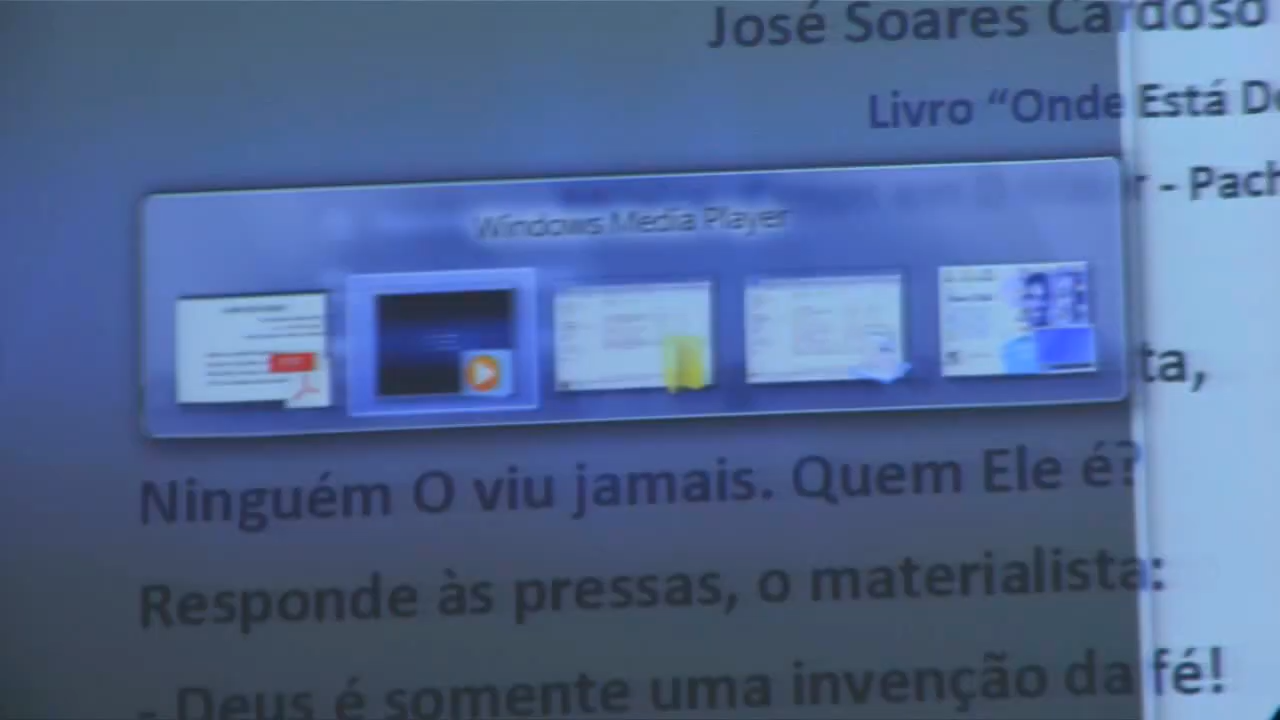 José Soares Cardoso
Livro “Onde Está
- Pach
Windows Media Player
ta,
Ninguém O viu jamais. Quem Ele é?
Responde às pressas, o materialista:
- Deus é somente uma invenção da fé!